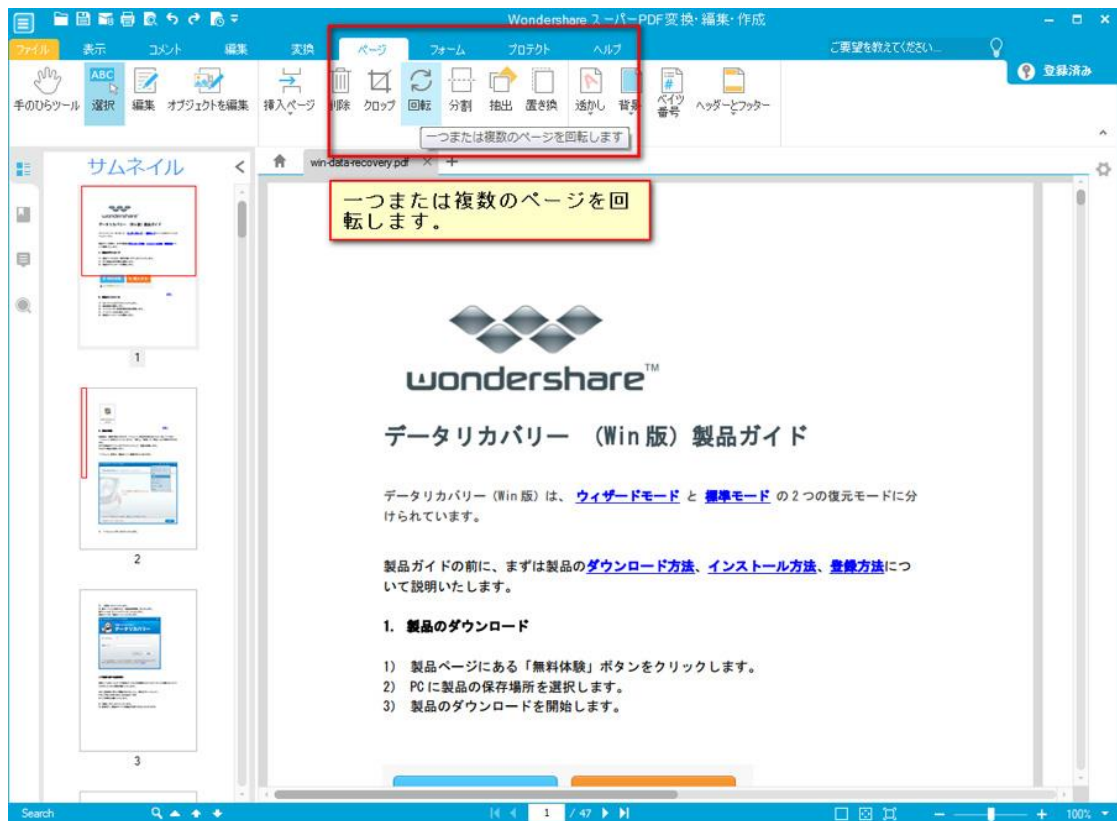 Wondershare スーパーPDF変換・編集・作成
ファイル 表示 コメント 編集 変換 ページ フォーム プロテクト ヘルプ ご要望を教えてください... 登録済み
手のひらツール 選択 編集 オブジェクトを編集 挿入ページ 削除 クロップ 回転 分割 抽出 置き換 透かし 背景 ベイツ番号 ヘッダーとフッター
ABC
一つまたは複数のページを回転します
サムネイル
win-data-recovery.pdf
一つまたは複数のページを回
転します。
wondershare™
データリカバリー （Win 版）製品ガイド
データリカバリー（Win 版）は、 ウィザードモード と 標準モード の 2 つの復元モードに分
けられています。
製品ガイドの前に、まずは製品のダウンロード方法、インストール方法、登録方法につ
いて説明いたします。
1. 製品のダウンロード
1) 製品ページにある「無料体験」ボタンをクリックします。
2) PC に製品の保存場所を選択します。
3) 製品のダウンロードを開始します。
1
2
3
Search 1 / 47 100%